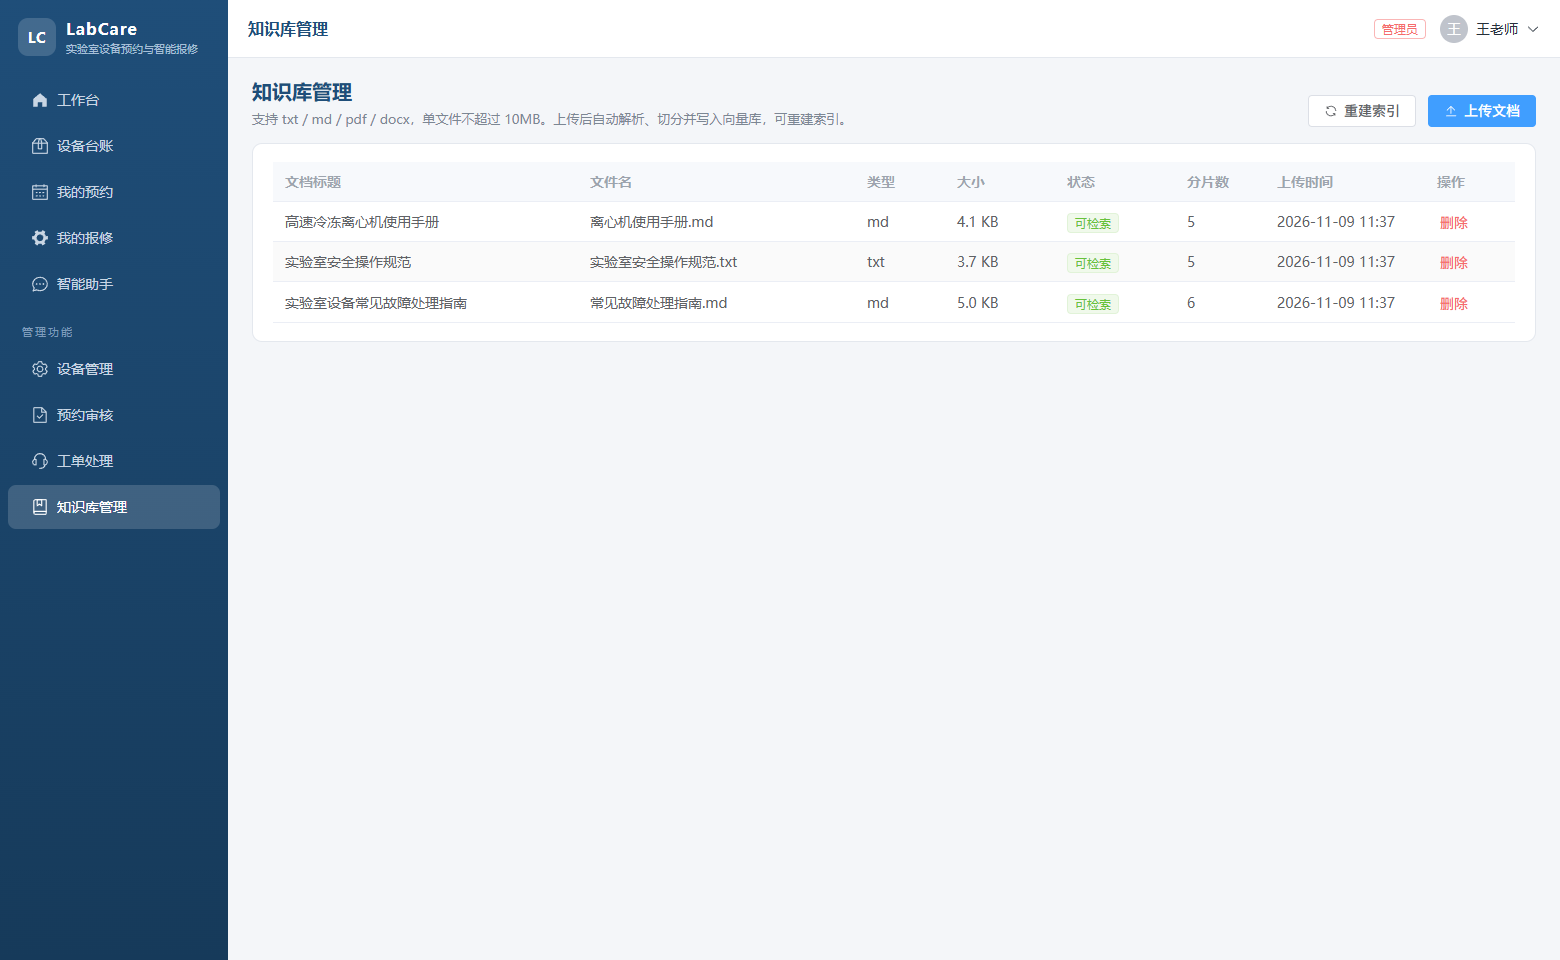 LC
LabCare
实验室设备预约与智能报修
工作台
设备台账
我的预约
我的报修
智能助手
管理功能
设备管理
预约审核
工单处理
知识库管理
知识库管理
管理员
王
王老师
知识库管理
支持 txt / md / pdf / docx，单文件不超过 10MB。上传后自动解析、切分并写入向量库，可重建索引。
重建索引
上传文档
文档标题 文件名 类型 大小 状态 分片数 上传时间 操作
高速冷冻离心机使用手册 离心机使用手册.md md 4.1 KB 可检索 5 2026-11-09 11:37 删除
实验室安全操作规范 实验室安全操作规范.txt txt 3.7 KB 可检索 5 2026-11-09 11:37 删除
实验室设备常见故障处理指南 常见故障处理指南.md md 5.0 KB 可检索 6 2026-11-09 11:37 删除